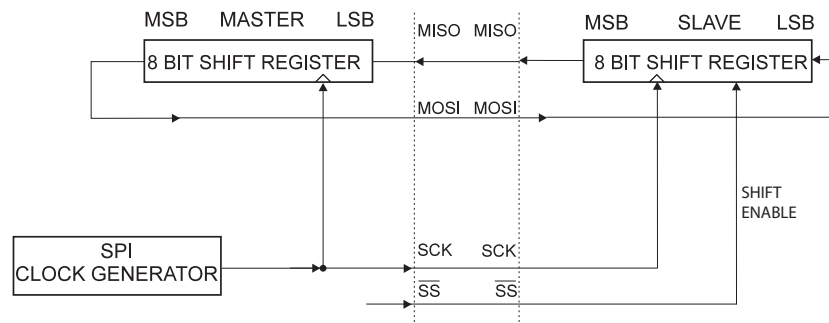 MSB MASTER LSB
MISO MISO
MSB SLAVE LSB
8 BIT SHIFT REGISTER
8 BIT SHIFT REGISTER
MOSI MOSI
SHIFT
ENABLE
SPI
CLOCK GENERATOR
SCK SCK
SS SS